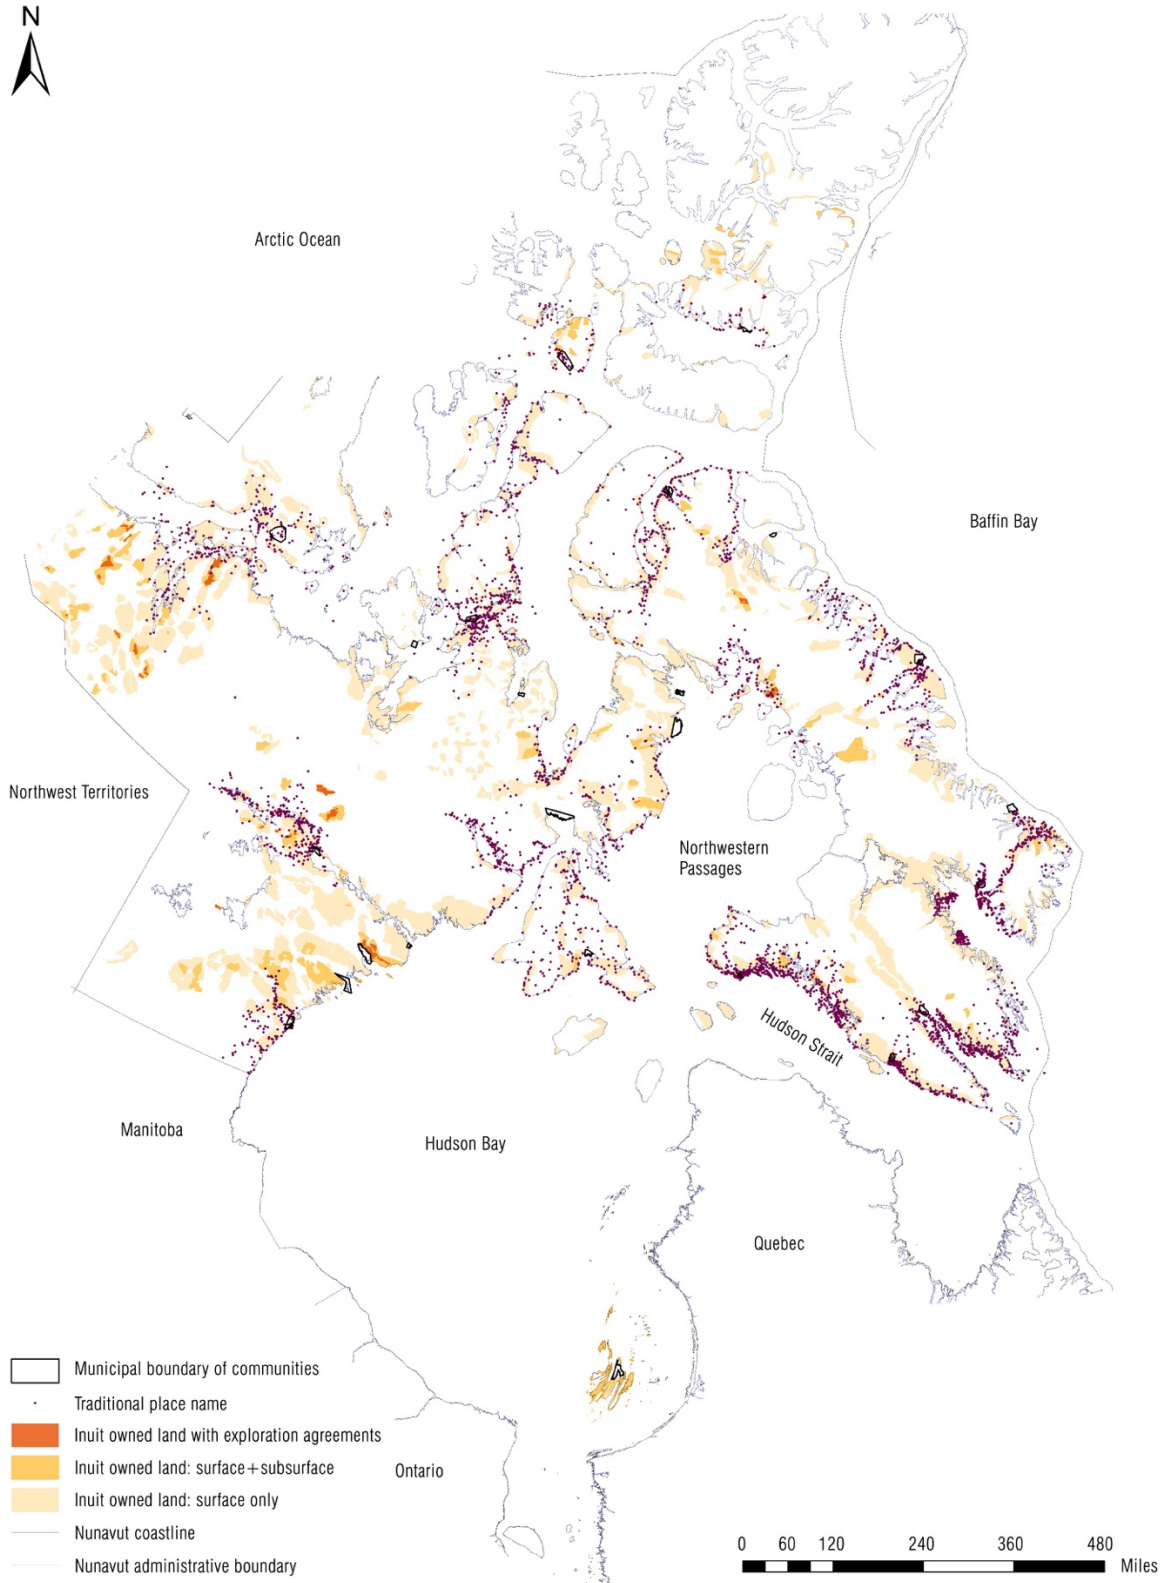 N
Arctic Ocean
Baffin Bay
Northwest Territories
Northwestern
Passages
Hudson Strait
Manitoba
Hudson Bay
Quebec
Ontario
Municipal boundary of communities
Traditional place name
Inuit owned land with exploration agreements
Inuit owned land: surface+subsurface
Inuit owned land: surface only
Nunavut coastline
Nunavut administrative boundary
0 60 120 240 360 480
Miles